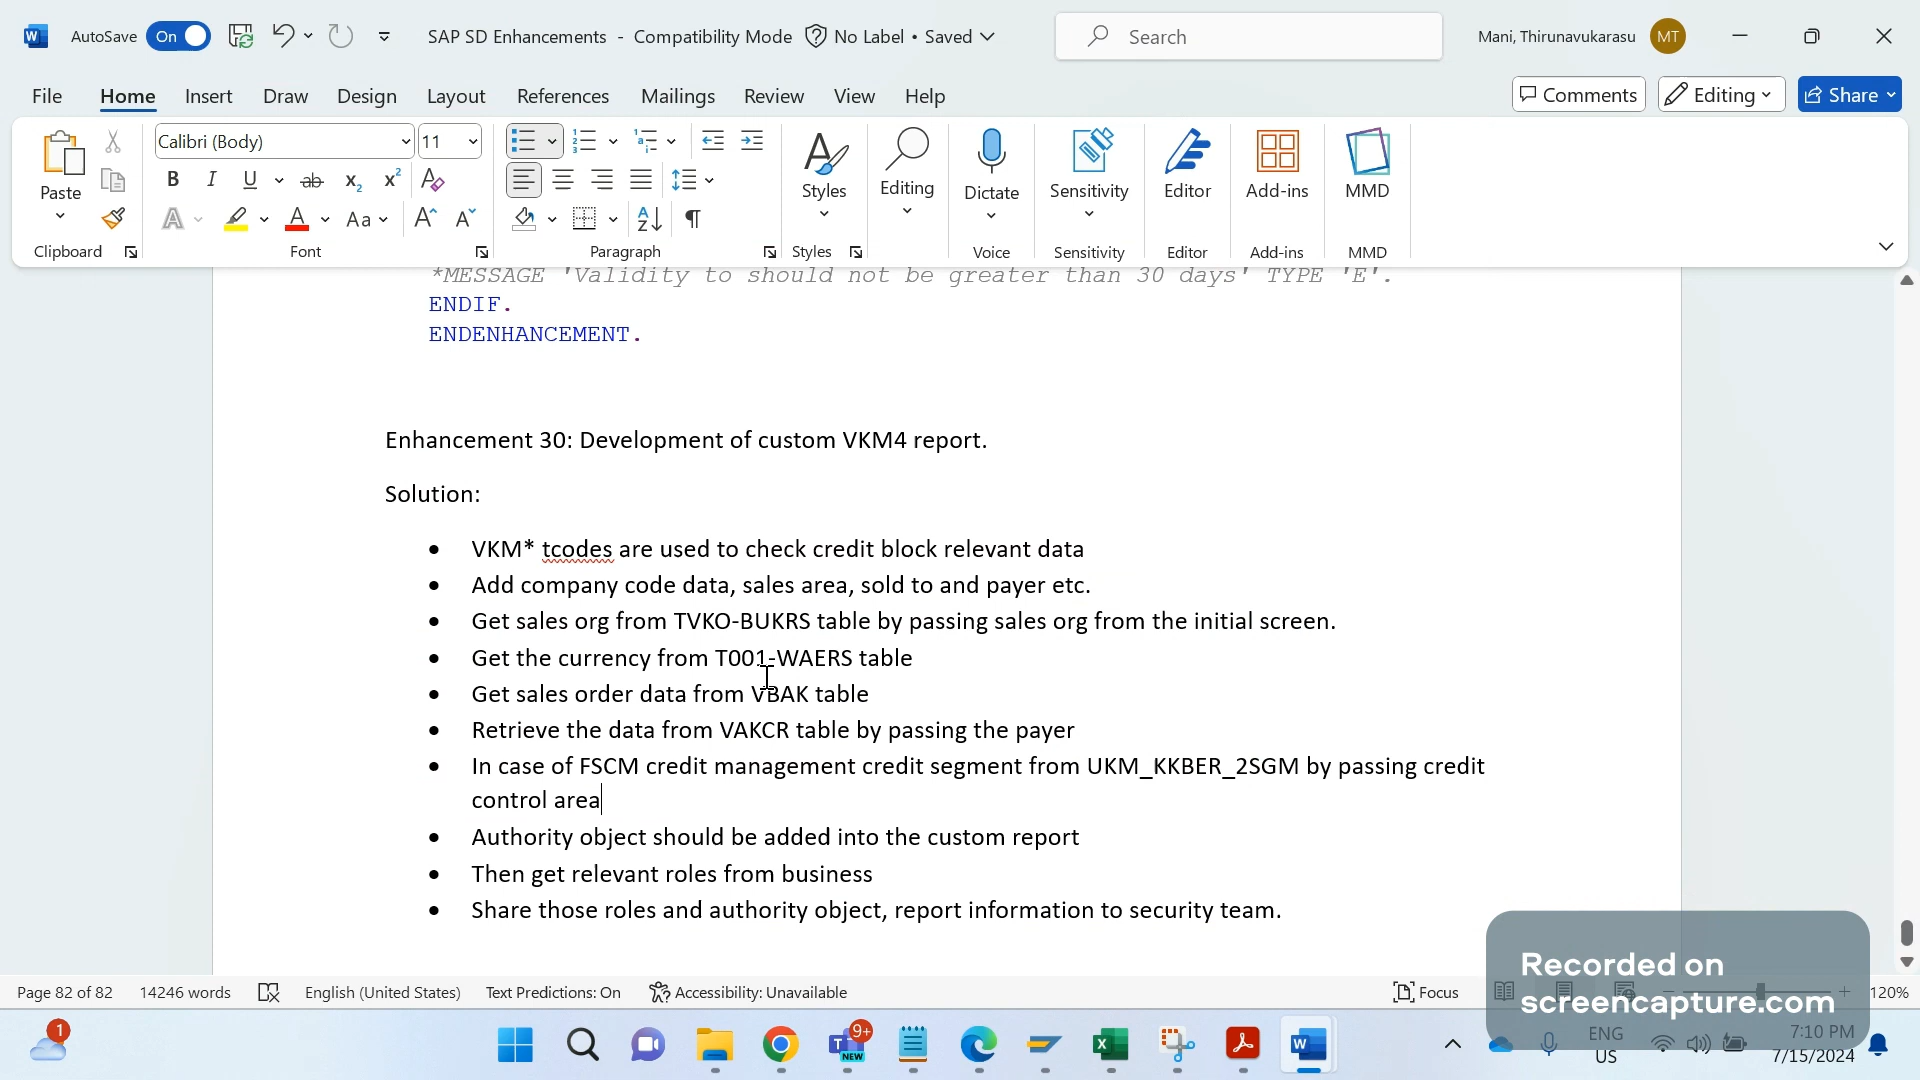 AutoSave On SAP SD Enhancements - Compatibility Mode No Label • Saved Search Mani, Thirunavukarasu MT
File Home Insert Draw Design Layout References Mailings Review View Help Comments Editing Share
Calibri (Body) 11
Paste Styles Editing Dictate Sensitivity Editor Add-ins MMD
Clipboard Font Paragraph Styles Voice Sensitivity Editor Add-ins MMD
*MESSAGE 'Validity to should not be greater than 30 days' TYPE 'E'.
ENDIF.
ENDENHANCEMENT.
Enhancement 30: Development of custom VKM4 report.
Solution:
• VKM* tcodes are used to check credit block relevant data
• Add company code data, sales area, sold to and payer etc.
• Get sales org from TVKO-BUKRS table by passing sales org from the initial screen.
• Get the currency from T001-WAERS table
• Get sales order data from VBAK table
• Retrieve the data from VAKCR table by passing the payer
• In case of FSCM credit management credit segment from UKM_KKBER_2SGM by passing credit
control area
• Authority object should be added into the custom report
• Then get relevant roles from business
• Share those roles and authority object, report information to security team.
Recorded on
screencapture.com
Page 82 of 82 14246 words English (United States) Text Predictions: On Accessibility: Unavailable Focus 120%
1 9+ NEW ENG
US
7:10 PM
7/15/2024